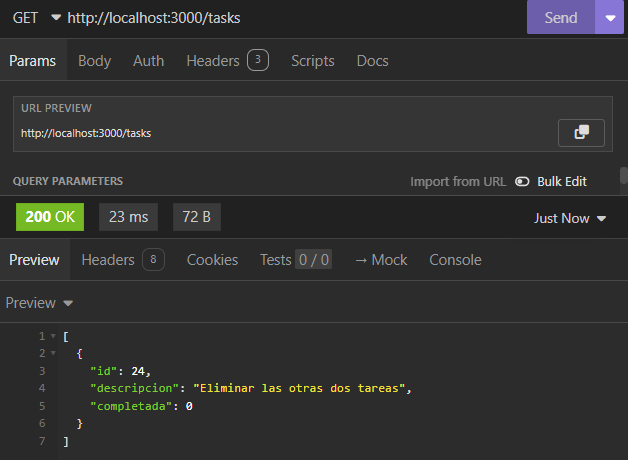 GET http://localhost:3000/tasks Send
Params Body Auth Headers 3 Scripts Docs
URL PREVIEW
http://localhost:3000/tasks
QUERY PARAMETERS Import from URL Bulk Edit
200 OK 23 ms 72 B Just Now
Preview Headers 8 Cookies Tests 0 / 0 → Mock Console
Preview
1 [
2 {
3 "id": 24,
4 "descripcion": "Eliminar las otras dos tareas",
5 "completada": 0
6 }
7 ]